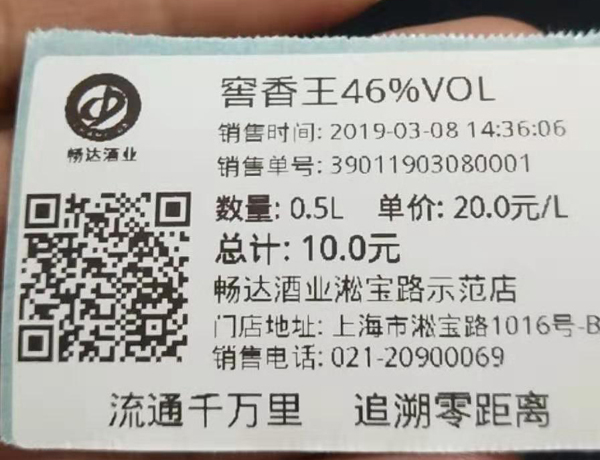 窖香王46%VOL
销售时间: 2019-03-08 14:36:06
销售单号: 39011903080001
畅达酒业
数量: 0.5L 单价: 20.0元/L
总计: 10.0元
畅达酒业淞宝路示范店
门店地址: 上海市淞宝路1016号-B
销售电话: 021-20900069
流通千万里 追溯零距离